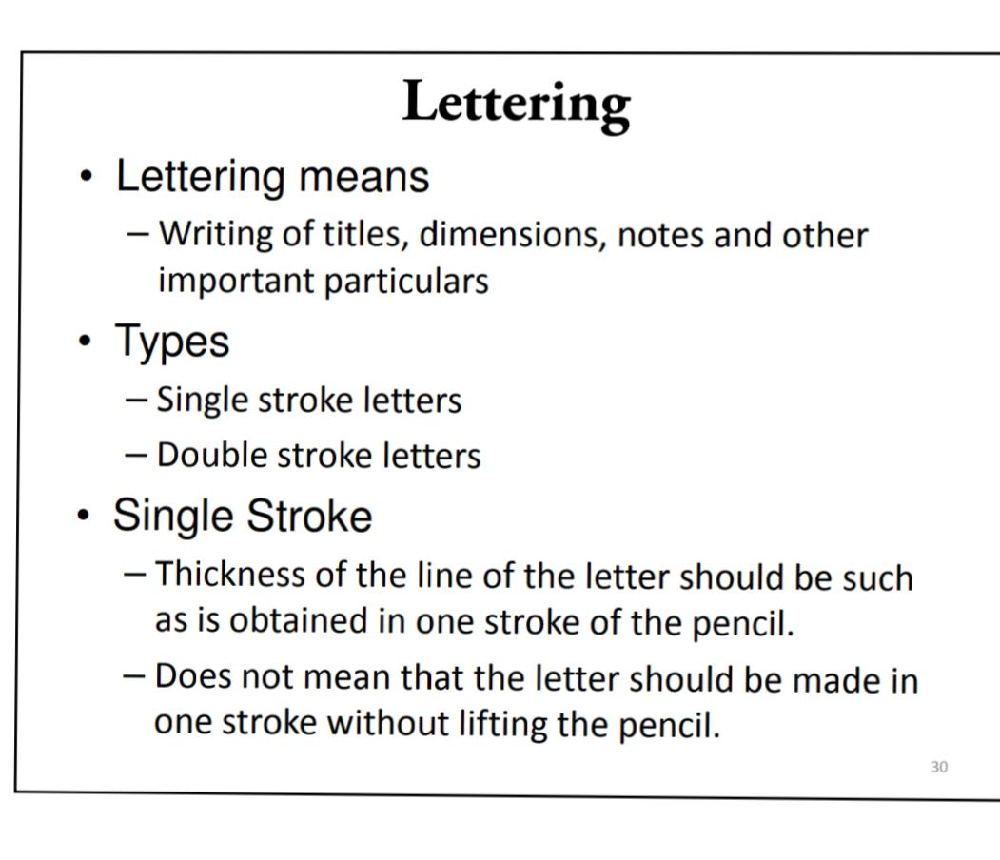 Lettering
• Lettering means
– Writing of titles, dimensions, notes and other
important particulars
• Types
– Single stroke letters
– Double stroke letters
• Single Stroke
– Thickness of the line of the letter should be such
as is obtained in one stroke of the pencil.
– Does not mean that the letter should be made in
one stroke without lifting the pencil.
30